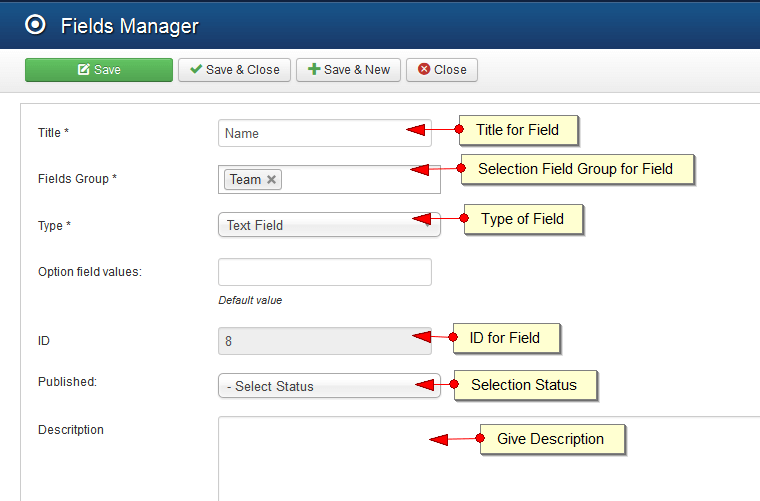 Fields Manager
Save Save & Close Save & New Close
Title * Name Title for Field
Fields Group * Team Selection Field Group for Field
Type * Text Field Type of Field
Option field values:
Default value
ID 8 ID for Field
Published: - Select Status Selection Status
Descritption Give Description